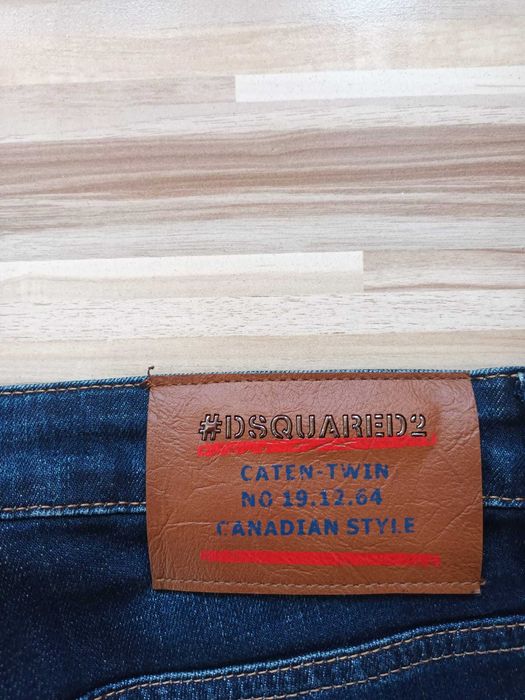 #DSQUARED2
CATEN-TWIN
NO 19.12.64
CANADIAN STYLE